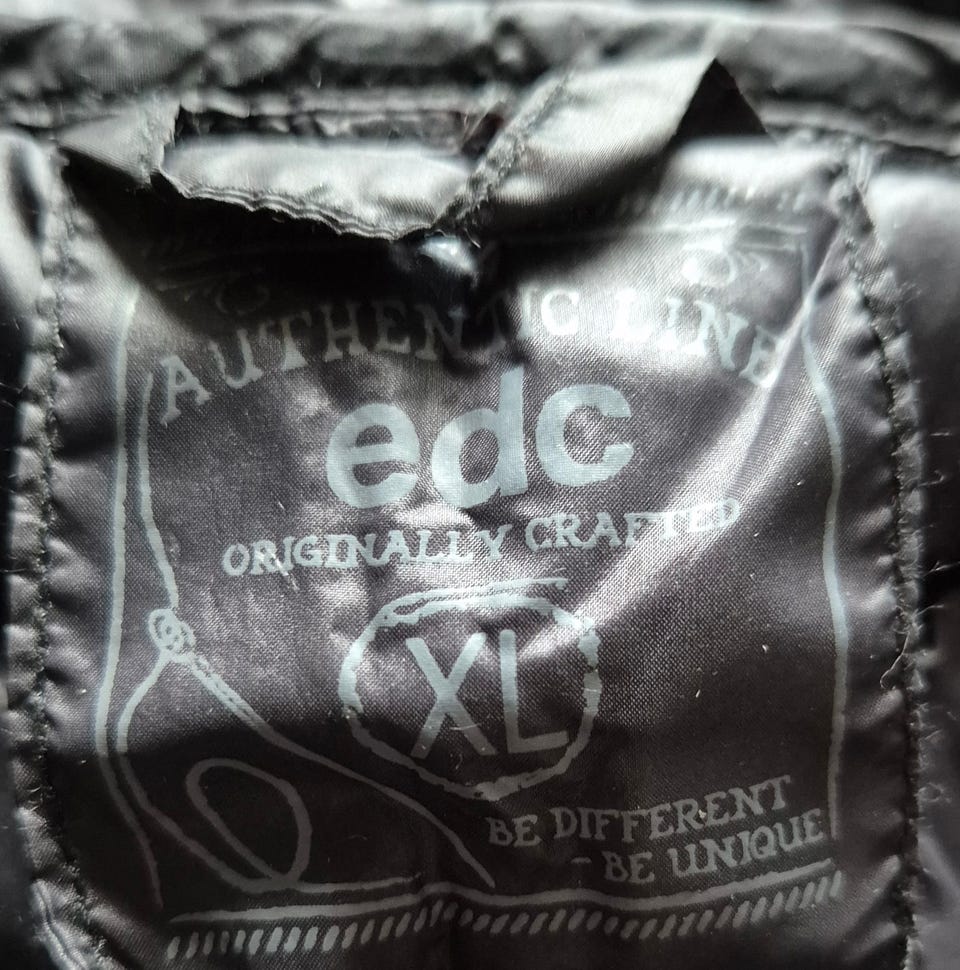 AUTHENTIC LINE
edc
ORIGINALLY CRAFTED
XL
BE DIFFERENT
- BE UNIQUE